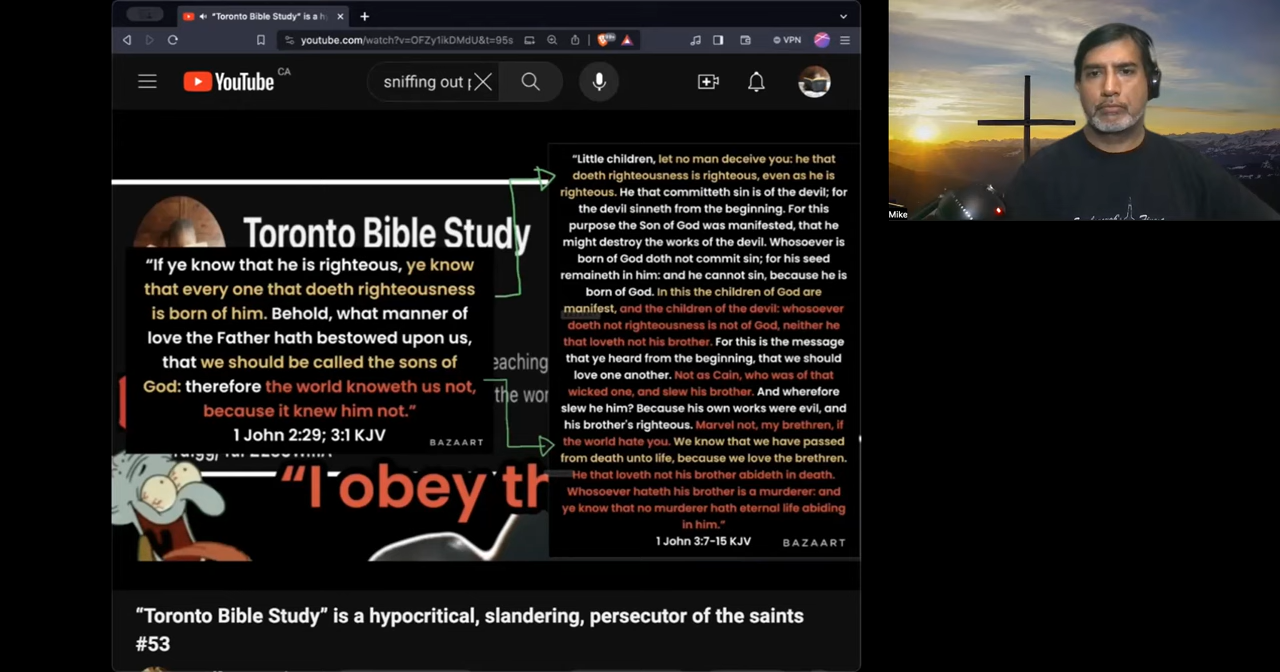 “Toronto Bible Study” is a h
youtube.com/watch?v=OFZy1ikDMdU&t=95s
VPN
YouTube CA
sniffing out
Toronto Bible Study
“If ye know that he is righteous, ye know
that every one that doeth righteousness
is born of him. Behold, what manner of
love the Father hath bestowed upon us,
that we should be called the sons of
God: therefore the world knoweth us not,
because it knew him not.”
1 John 2:29; 3:1 KJV
BAZAART
eaching
the wor
“I obey th
“Little children, let no man deceive you: he that
doeth righteousness is righteous, even as he is
righteous. He that committeth sin is of the devil; for
the devil sinneth from the beginning. For this
purpose the Son of God was manifested, that he
might destroy the works of the devil. Whosoever is
born of God doth not commit sin; for his seed
remaineth in him: and he cannot sin, because he is
born of God. In this the children of God are
manifest, and the children of the devil: whosoever
doeth not righteousness is not of God, neither he
that loveth not his brother. For this is the message
that ye heard from the beginning, that we should
love one another. Not as Cain, who was of that
wicked one, and slew his brother. And wherefore
slew he him? Because his own works were evil, and
his brother's righteous. Marvel not, my brethren, if
the world hate you. We know that we have passed
from death unto life, because we love the brethren.
He that loveth not his brother abideth in death.
Whosoever hateth his brother is a murderer: and
ye know that no murderer hath eternal life abiding
in him.”
1 John 3:7-15 KJV
BAZAART
“Toronto Bible Study” is a hypocritical, slandering, persecutor of the saints
#53
Mike